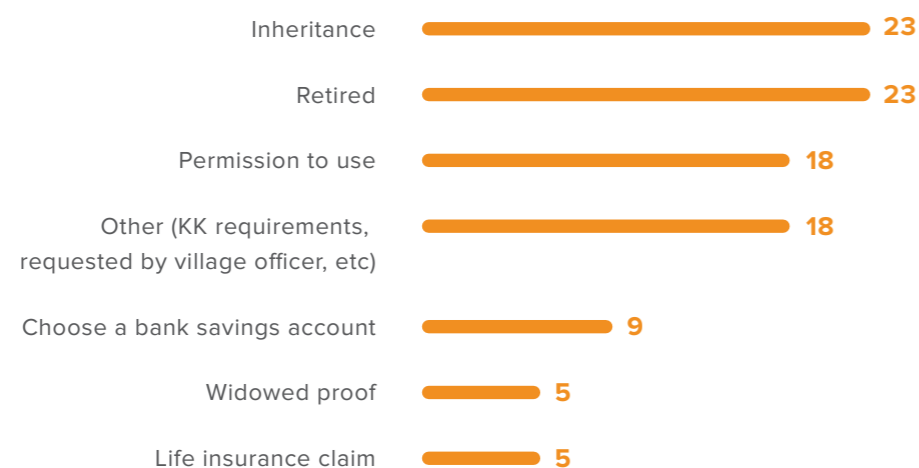 Inheritance 23
Retired 23
Permission to use 18
Other (KK requirements, 18
requested by village officer, etc)
Choose a bank savings account 9
Widowed proof 5
Life insurance claim 5